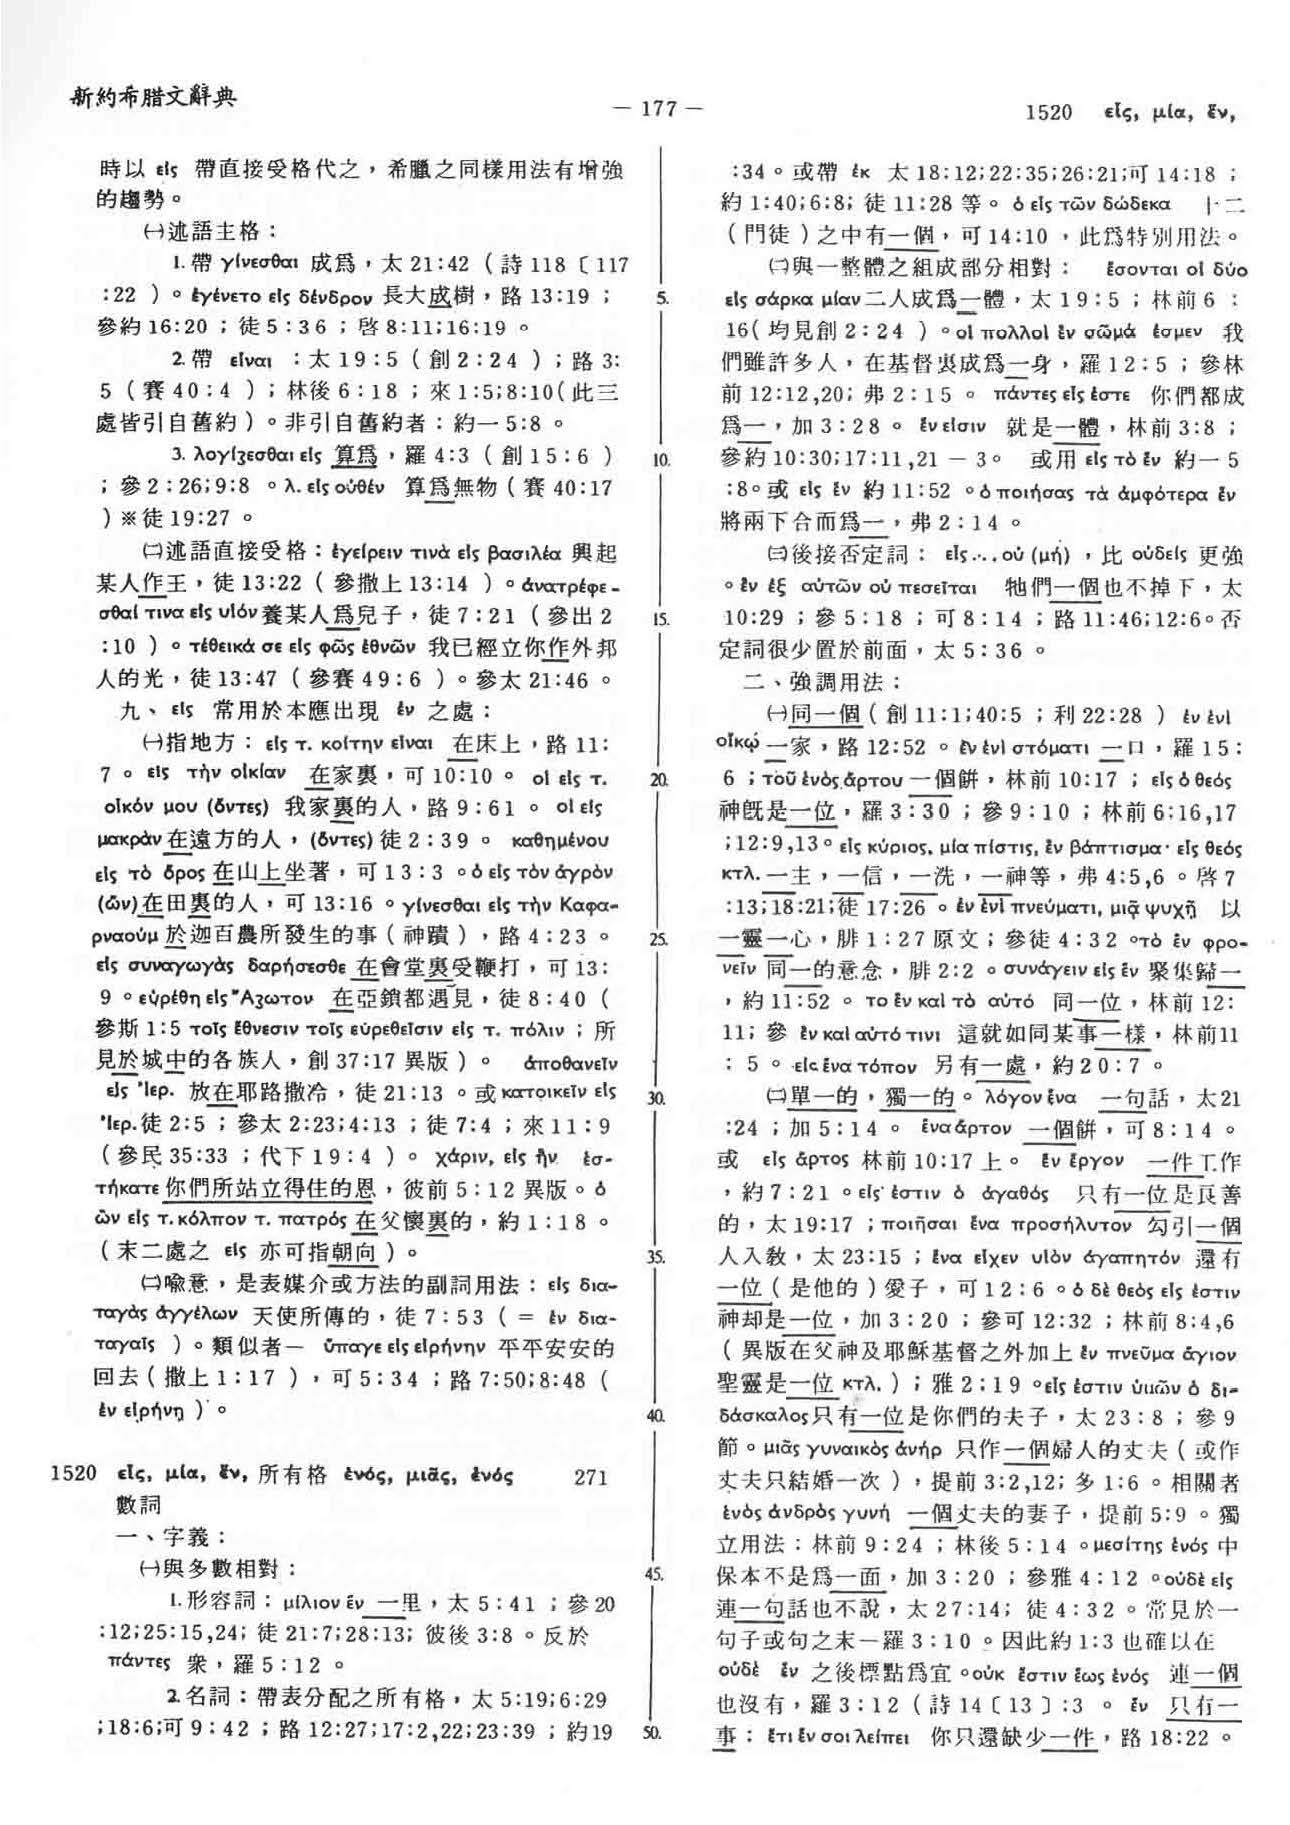 新約希腊文辭典
— 177 —
1520 εἷς, μία, ἕν,
時以 εἰς 帶直接受格代之，希臘之同樣用法有增強
的趨勢。
㈠述語主格：
1. 帶 γίνεσθαι 成爲，太 21:42 ( 詩 118〔117
:22 ）。ἐγένετο εἰς δένδρον 長大成樹，路 13:19 ；
參約 16:20 ；徒 5：36 ；啓 8:11;16:19 。
2. 帶 εἶναι ：太 19：5（創 2：24 ）；路 3:
5（賽 40：4 ）；林後 6：18 ；來 1:5;8:10(此三
處皆引自舊約）。非引自舊約者：約一 5:8 。
3. λογίζεσθαι εἰς 算爲，羅 4:3（創 15：6 ）
；參 2：26;9:8 。λ. εἰς οὐθέν 算爲無物（賽 40:17
）※徒 19:27 。
㈡述語直接受格：ἐγείρειν τινὰ εἰς βασιλέα 興起
某人作王，徒 13:22（參撒上 13:14 ）。ἀνατρέφε-
σθαί τινα εἰς υἱόν 養某人爲兒子，徒 7：21（參出 2
:10 ）。τέθεικά σε εἰς φῶς ἐθνῶν 我已經立你作外邦
人的光，徒 13:47（參賽 49：6 ）。參太 21:46 。
九、 εἰς 常用於本應出現 ἐν 之處：
㈠指地方： εἰς τ. κοίτην εἶναι 在床上，路 11:
7 。 εἰς τὴν οἰκίαν 在家裏，可 10:10 。 οἱ εἰς τ.
οἶκόν μου (ὄντες) 我家裏的人，路 9：61 。 οἱ εἰς
μακρὰν 在遠方的人， (ὄντες) 徒 2：39 。 καθημένου
εἰς τὸ ὄρος 在山上坐著，可 13：3 。ὁ εἰς τὸν ἀγρὸν
(ὢν) 在田裏的人，可 13:16 。γίνεσθαι εἰς τὴν Καφα-
ρναούμ 於迦百農所發生的事（神蹟），路 4：23 。
εἰς συναγωγὰς δαρήσεσθε 在會堂裏受鞭打，可 13:
9 。εὑρέθη εἰς Ἄζωτον 在亞鎖都遇見，徒 8：40（
參斯 1:5 τοῖς ἔθνεσιν τοῖς εὑρεθεῖσιν εἰς τ. πόλιν ；所
見於城中的各族人，創 37:17 異版）。 ἀποθανεῖν
εἰς Ἰερ. 放在耶路撒冷，徒 21:13 。或 κατοικεῖν εἰς
Ἰερ. 徒 2:5 ；參太 2:23;4:13 ；徒 7:4 ；來 11：9
（參民 35:33 ；代下 19：4 ）。 χάριν, εἰς ἣν ἑσ-
τήκατε 你們所站立得住的恩，彼前 5：12 異版。ὁ
ὢν εἰς τ. κόλπον τ. πατρός 在父懷裏的，約 1：18 。
（末二處之 εἰς 亦可指朝向）。
㈡喩意，是表媒介或方法的副詞用法：εἰς δια-
ταγὰς ἀγγέλων 天使所傳的，徒 7：53（= ἐν δια-
ταγαῖς ）。類似者— ὕπαγε εἰς εἰρήνην 平平安安的
回去（撒上 1：17 ），可 5：34 ；路 7:50;8:48（
ἐν εἰρήνῃ ）。
1520 εἷς, μία, ἕν, 所有格 ἑνός, μιᾶς, ἑνός 271
數詞
一、字義：
㈠與多數相對：
1. 形容詞：μίλιον ἕν 一里，太 5：41 ；參 20
:12;25:15,24; 徒 21:7;28:13; 彼後 3:8 。反於
πάντες 衆，羅 5：12 。
2. 名詞：帶表分配之所有格，太 5:19;6:29
;18:6;可 9：42 ；路 12:27;17:2,22;23:39 ；約 19
5.
10.
15.
20.
25.
30.
35.
40.
45.
50.
:34 。或帶 ἐκ 太 18:12;22:35;26:21;可 14:18 ；
約 1:40;6:8; 徒 11:28 等。ὁ εἷς τῶν δώδεκα 十二
（門徒）之中有一個，可 14:10 ，此爲特別用法。
㈡與一整體之組成部分相對： ἔσονται οἱ δύο
εἰς σάρκα μίαν 二人成爲一體，太 19：5 ；林前 6 ：
16(均見創 2：24 ）。οἱ πολλοὶ ἓν σῶμά ἐσμεν 我
們雖許多人，在基督裏成爲一身，羅 12：5 ；參林
前 12:12,20; 弗 2：15 。 πάντες εἷς ἐστε 你們都成
爲一，加 3：28 。 ἕν εἰσιν 就是一體，林前 3:8 ；
參約 10:30;17:11,21 — 3。 或用 εἰς τὸ ἕν 約一 5
:8。或 εἰς ἕν 約 11:52 。ὁ ποιήσας τὰ ἀμφότερα ἕν
將兩下合而爲一，弗 2：14 。
㈢後接否定詞： εἷς....οὐ (μή) ，比 οὐδείς 更強
。ἓν ἐξ αὐτῶν οὐ πεσεῖται 牠們一個也不掉下，太
10:29 ；參 5：18 ；可 8：14 ；路 11:46;12:6。否
定詞很少置於前面，太 5：36 。
二、強調用法：
㈠同一個（創 11:1;40:5 ；利 22:28 ） ἐν ἑνὶ
οἴκῳ 一家，路 12:52 。ἐν ἑνὶ στόματι 一口，羅 15：
6 ；τοῦ ἑνὸς ἄρτου 一個餅，林前 10:17 ；εἷς ὁ θεός
神旣是一位，羅 3：30 ；參 9：10 ；林前 6:16,17
;12:9,13。εἷς κύριος, μία πίστις, ἓν βάπτισμα· εἷς θεός
κτλ. 一主，一信，一洗，一神等，弗 4:5,6 。啓 7
:13;18:21;徒 17:26 。ἐν ἑνὶ πνεύματι, μιᾷ ψυχῇ 以
一靈一心，腓 1：27 原文；參徒 4：32 。τὸ ἓν φρο-
νεῖν 同一的意念，腓 2:2 。συνάγειν εἰς ἕν 聚集歸一
，約 11:52 。 το ἓν καὶ τὸ αὐτό 同一位，林前 12:
11; 參 ἓν καὶ αὐτό τινι 這就如同某事一樣，林前11
：5 。 εἰς ἕνα τόπον 另有一處，約 20：7 。
㈡單一的，獨一的。 λόγον ἕνα 一句話，太21
:24 ；加 5：14 。 ἕνα ἄρτον 一個餅，可 8：14 。
或 εἷς ἄρτος 林前 10:17 上。 ἓν ἔργον 一件工作
，約 7：21 。εἷς ἐστιν ὁ ἀγαθός 只有一位是良善
的，太 19:17 ；ποιῆσαι ἕνα προσήλυτον 勾引一個
人入教，太 23:15 ；ἕνα εἶχεν υἱὸν ἀγαπητόν 還有
一位（是他的）愛子，可 12：6 。ὁ δὲ θεὸς εἷς ἐστιν
神却是一位，加 3：20 ；參可 12:32 ；林前 8:4,6
（異版在父神及耶穌基督之外加上 ἓν πνεῦμα ἅγιον
聖靈是一位 κτλ.）；雅 2：19 。εἷς ἐστιν ὑμῶν ὁ δι-
δάσκαλος 只有一位是你們的夫子，太 23：8 ；參 9
節。μιᾶς γυναικὸς ἀνήρ 只作一個婦人的丈夫（或作
丈夫只結婚一次），提前 3:2,12; 多 1:6 。相關者
ἑνὸς ἀνδρὸς γυνή 一個丈夫的妻子，提前 5:9 。獨
立用法：林前 9：24 ；林後 5：14 。μεσίτης ἑνός 中
保本不是爲一面，加 3：20 ；參雅 4：12 。οὐδὲ εἷς
連一句話也不說，太 27:14; 徒 4：32 。常見於一
句子或句之末—羅 3：10 。因此約 1:3 也確以在
οὐδὲ ἕν 之後標點爲宜。οὐκ ἔστιν ἕως ἑνός 連一個
也沒有，羅 3：12（詩 14〔13〕:3 。 ἕν 只有一
事：ἔτι ἕν σοι λείπει 你只還缺少一件，路 18:22 。